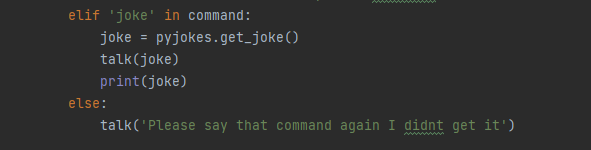 elif 'joke' in command:
    joke = pyjokes.get_joke()
    talk(joke)
    print(joke)
else:
    talk('Please say that command again I didnt get it')